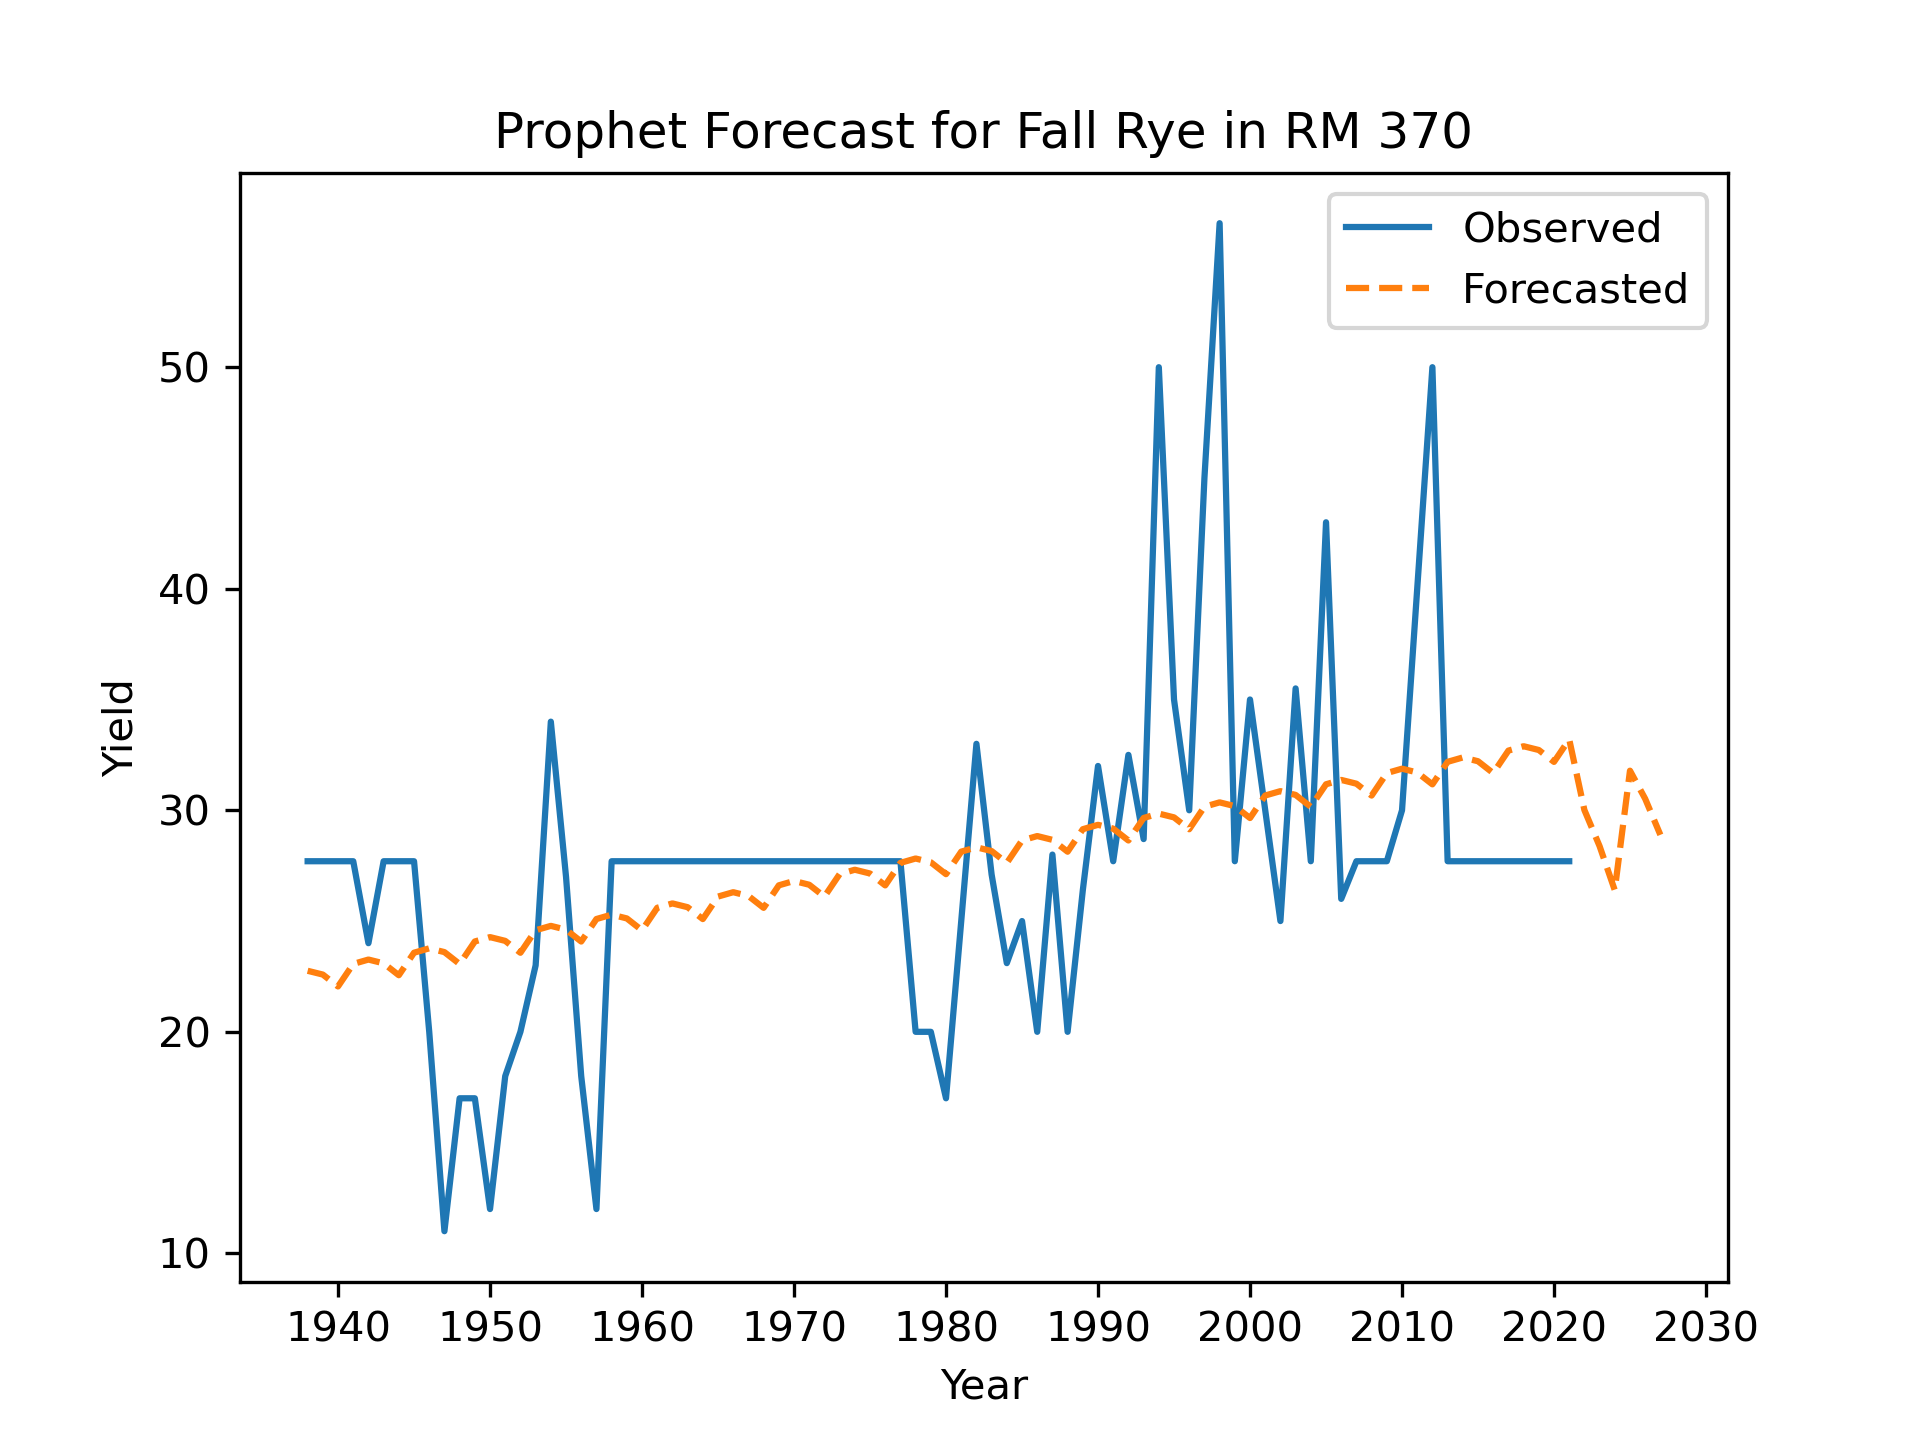 Prophet Forecast for Fall Rye in RM 370
Observed
Forecasted
50
40
30
20
10
Yield
1940 1950 1960 1970 1980 1990 2000 2010 2020 2030
Year